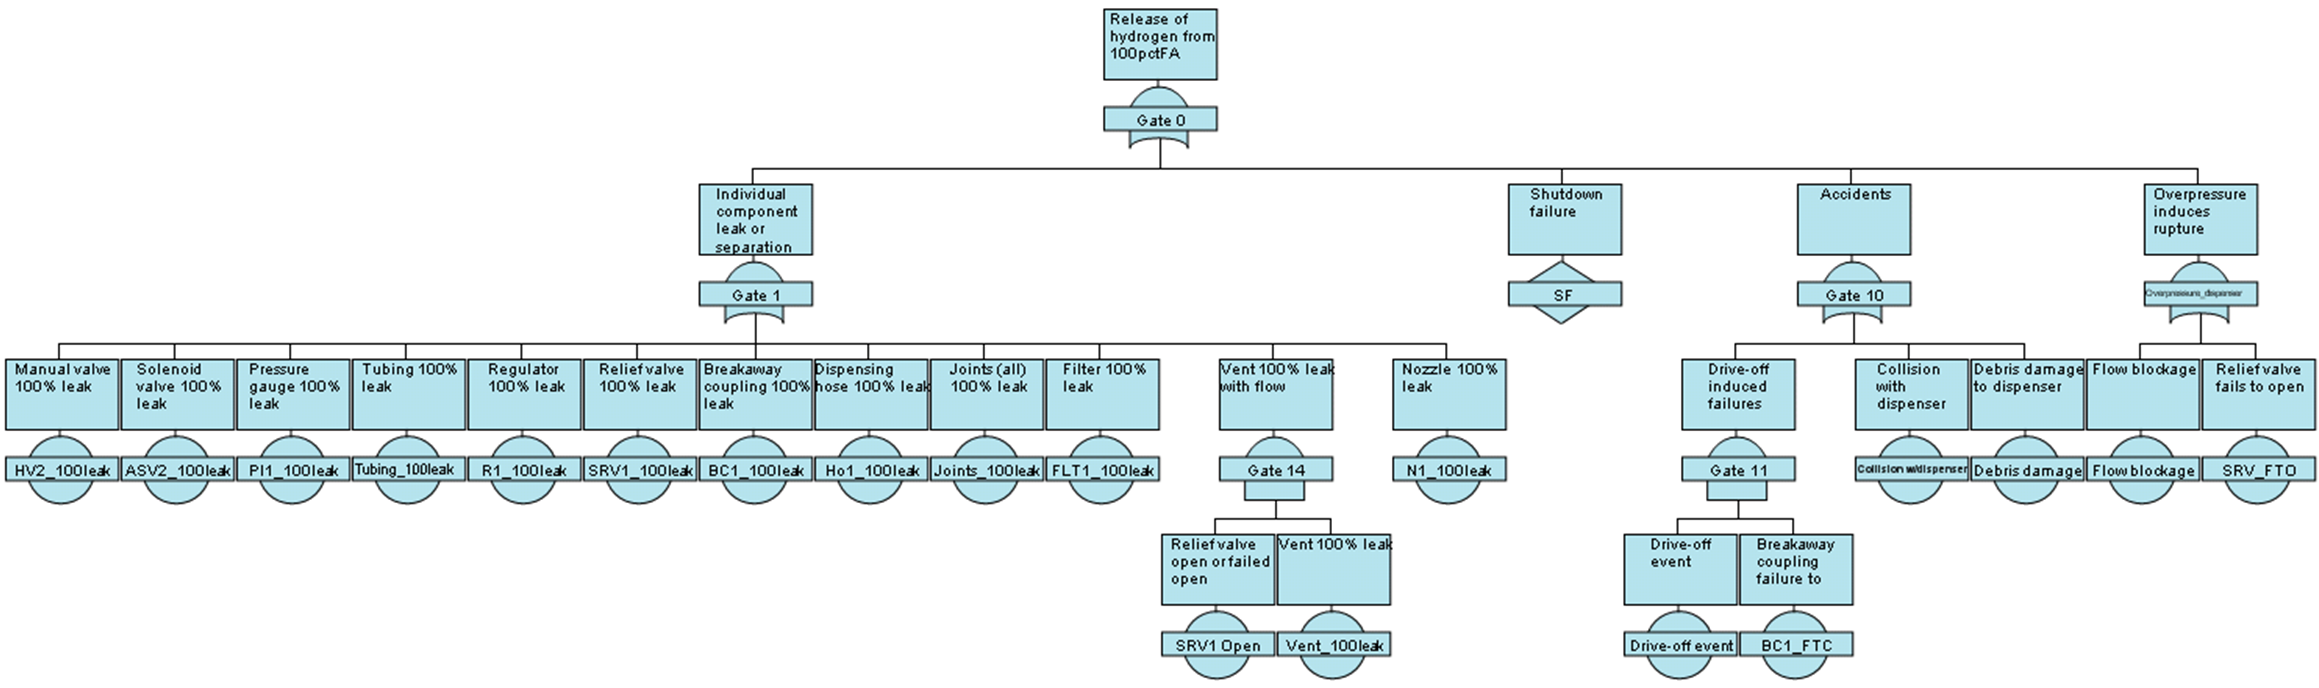 Release of
hydrogen from
100pctFA
Gate 0
Individual
component
leak or
separation
Gate 1
Shutdown
failure
SF
Accidents
Gate 10
Overpressure
induces
rupture
Overpressure_dispenser
Manual valve
100% leak
HV2_100leak
Solenoid
valve 100%
leak
ASV2_100leak
Pressure
gauge 100%
leak
PI1_100leak
Tubing 100%
leak
Tubing_100leak
Regulator
100% leak
R1_100leak
Relief valve
100% leak
SRV1_100leak
Breakaway
coupling 100%
leak
BC1_100leak
Dispensing
hose 100% leak
Ho1_100leak
Joints (all)
100% leak
Joints_100leak
Filter 100%
leak
FLT1_100leak
Vent 100% leak
with flow
Gate 14
Nozzle 100%
leak
N1_100leak
Drive-off
induced
failures
Gate 11
Collision
with
dispenser
Collision w/dispenser
Debris damage
to dispenser
Debris damage
Flow blockage
Flow blockage
Relief valve
fails to open
SRV_FTO
Relief valve
open or failed
open
SRV1 Open
Vent 100% leak
Vent_100leak
Drive-off
event
Drive-off event
Breakaway
coupling
failure to
BC1_FTC